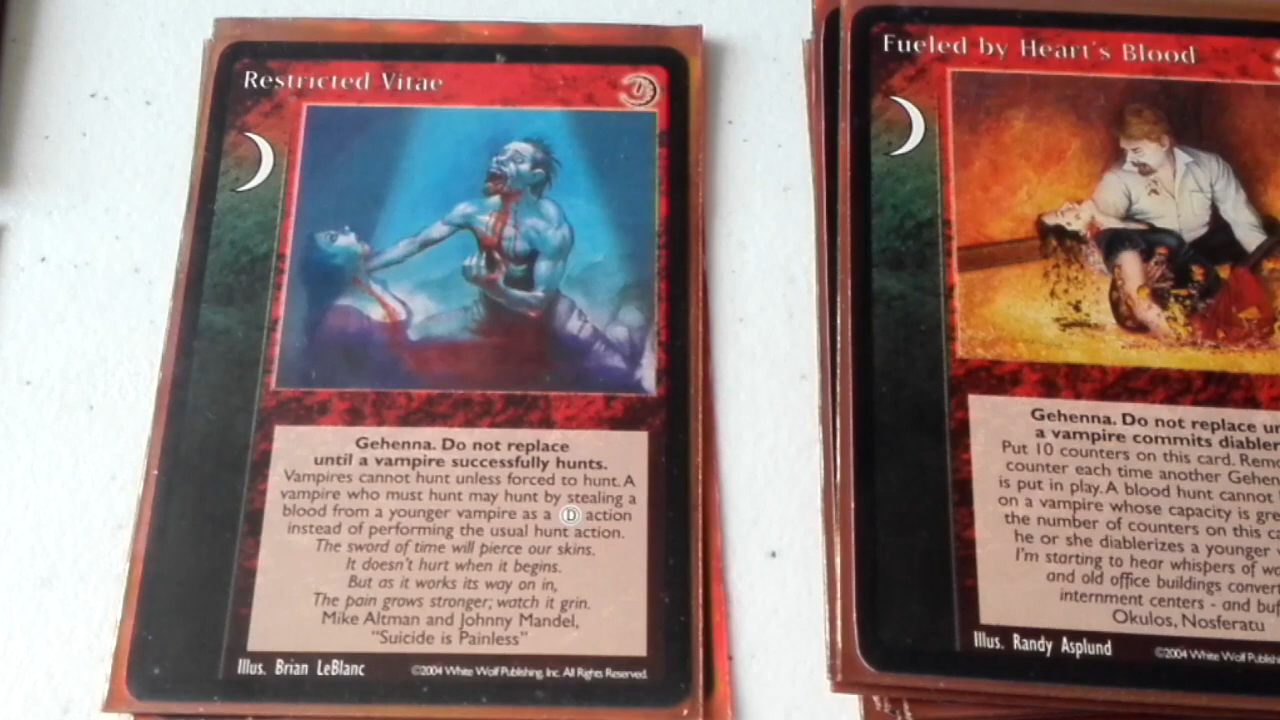 Restricted Vitae
Gehenna. Do not replace
until a vampire successfully hunts.
Vampires cannot hunt unless forced to hunt. A
vampire who must hunt may hunt by stealing a
blood from a younger vampire as a Ⓓ action
instead of performing the usual hunt action.
The sword of time will pierce our skins.
It doesn't hurt when it begins.
But as it works its way on in,
The pain grows stronger; watch it grin.
Mike Altman and Johnny Mandel,
"Suicide is Painless"
Illus. Brian LeBlanc
©2004 White Wolf Publishing, Inc. All Rights Reserved.
Fueled by Heart's Blood
Gehenna. Do not replace
a vampire commits
Put 10 counters on this card.
counter each time another
is put in play. A blood hunt cannot
on a vampire whose capacity is
the number of counters on this
he or she diablerizes a younger
I'm starting to hear whispers of
and old office buildings
internment centers - and
Okulos, Nosferatu
Illus. Randy Asplund
©2004 White Wolf